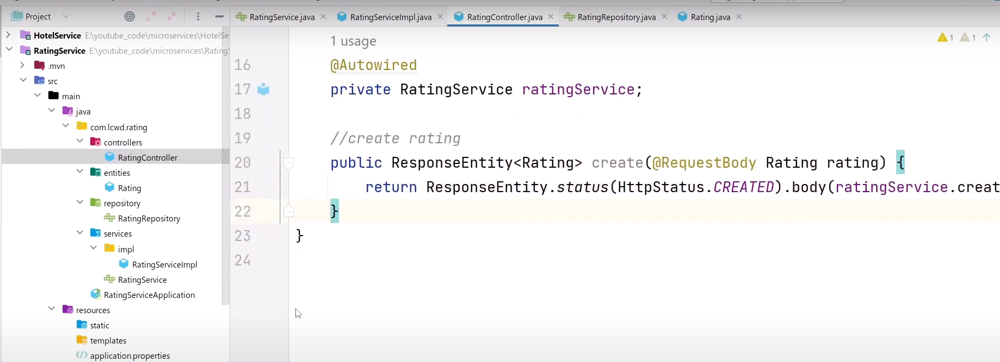 Project
RatingService.java
RatingServiceImpl.java
RatingController.java
RatingRepository.java
Rating.java
HotelService E:\youtube_code\microservices\HotelSe
RatingService E:\youtube_code\microservices\Rating
.mvn
src
main
java
com.lcwd.rating
controllers
RatingController
entities
Rating
repository
RatingRepository
services
impl
RatingServiceImpl
RatingService
RatingServiceApplication
resources
static
templates
application.properties
1 usage
1 1
16 @Autowired
17 private RatingService ratingService;
18
19 //create rating
20 public ResponseEntity<Rating> create(@RequestBody Rating rating) {
21 return ResponseEntity.status(HttpStatus.CREATED).body(ratingService.creat
22 }
23 }
24